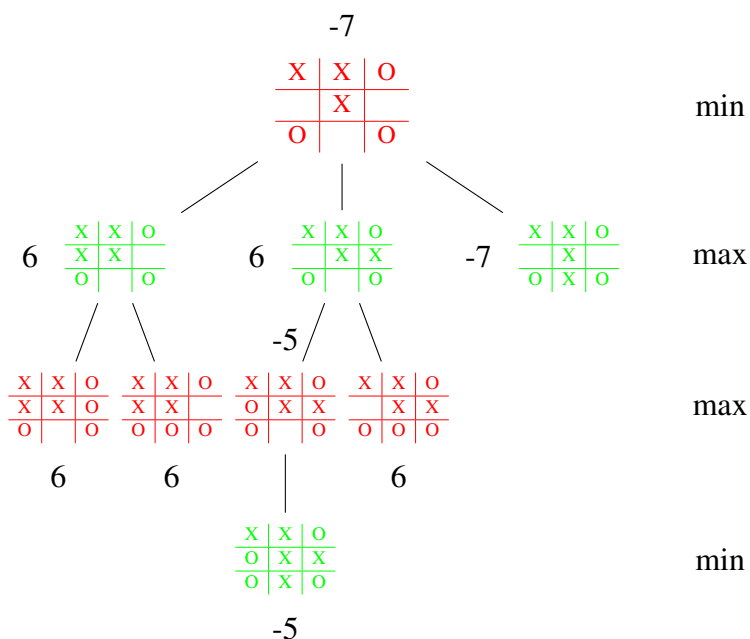 -7
X X O
X min
O O
X X O X X O X X O
6 X X 6 X X -7 X max
O O O O O X O
-5
X X O X X O X X O X X O
X X O X X O X X X X max
O O O O O O O O O O
6 6 6
X X O
O X X min
O X O
-5